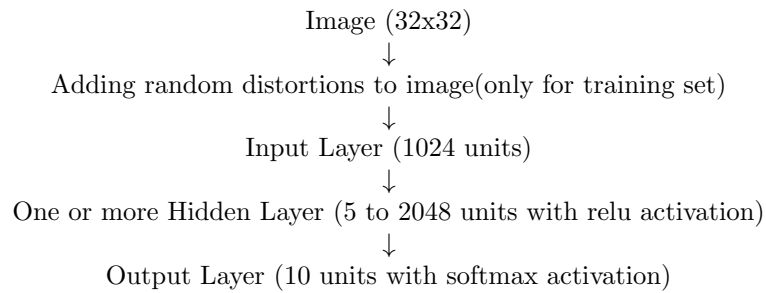 Image (32x32)
↓
Adding random distortions to image(only for training set)
↓
Input Layer (1024 units)
↓
One or more Hidden Layer (5 to 2048 units with relu activation)
↓
Output Layer (10 units with softmax activation)